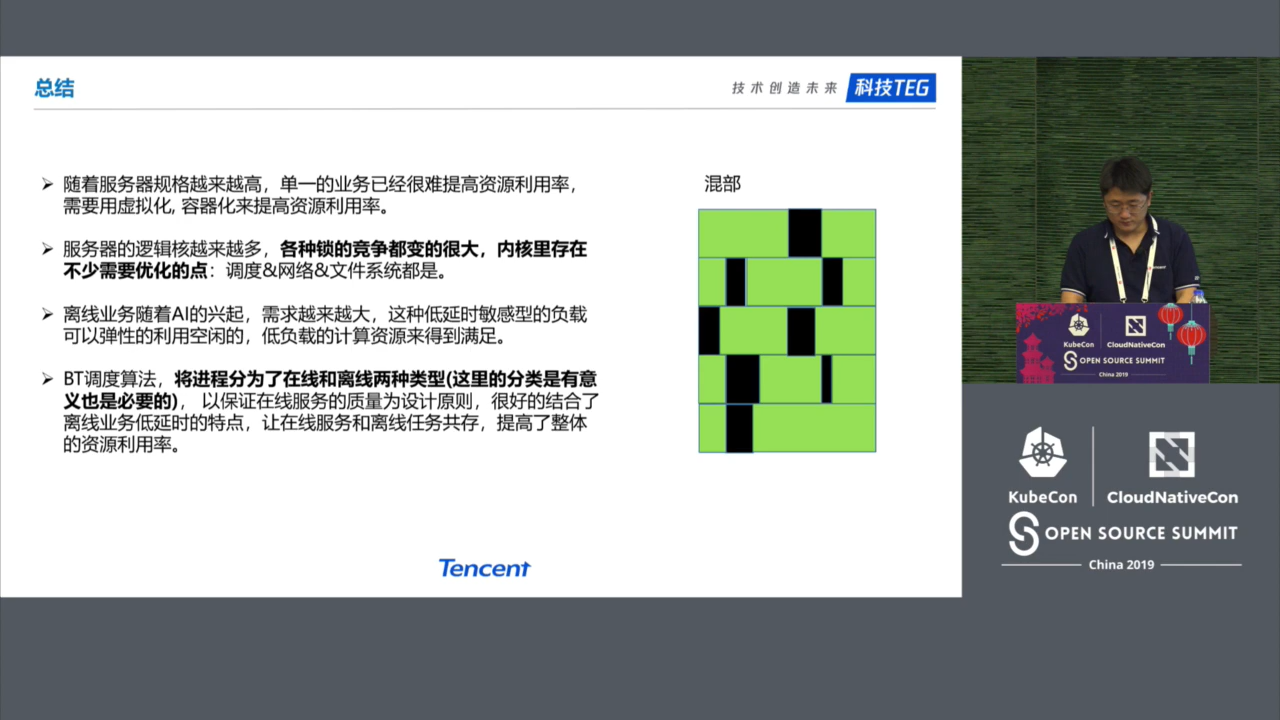 总结
技术创造未来 科技TEG
随着服务器规格越来越高，单一的业务已经很难提高资源利用率，
需要用虚拟化, 容器化来提高资源利用率。
服务器的逻辑核越来越多，各种锁的竞争都变的很大，内核里存在
不少需要优化的点：调度&网络&文件系统都是。
离线业务随着AI的兴起，需求越来越大，这种低延时敏感型的负载
可以弹性的利用空闲的，低负载的计算资源来得到满足。
BT调度算法，将进程分为了在线和离线两种类型(这里的分类是有意
义也是必要的)， 以保证在线服务的质量为设计原则，很好的结合了
离线业务低延时的特点，让在线服务和离线任务共存，提高了整体
的资源利用率。
混部
Tencent
KubeCon
CloudNativeCon
OPEN SOURCE SUMMIT
China 2019
KubeCon
CloudNativeCon
OPEN SOURCE SUMMIT
China 2019